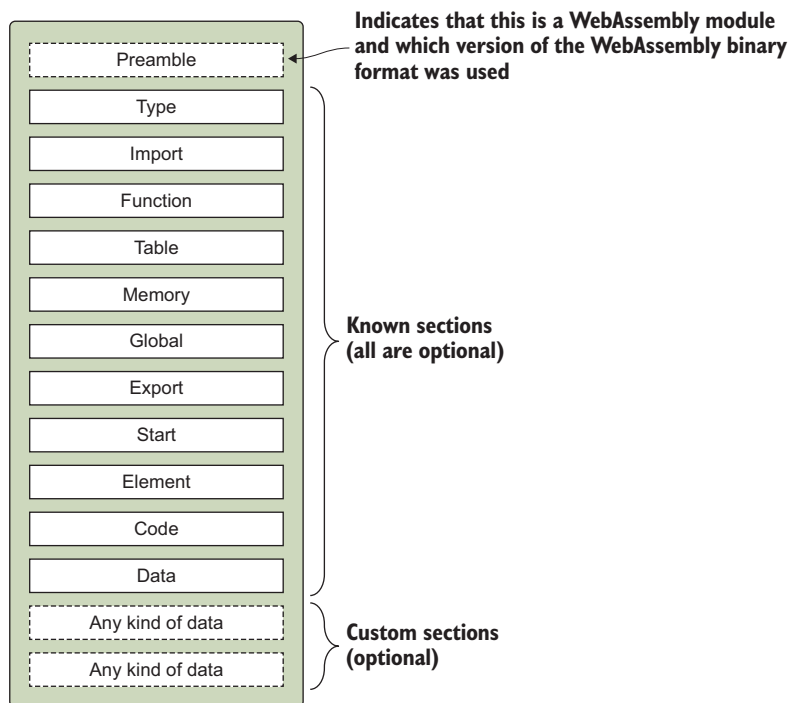 Indicates that this is a WebAssembly module
and which version of the WebAssembly binary
format was used
Preamble
Type
Import
Function
Table
Memory
Global
Export
Start
Element
Code
Data
Known sections
(all are optional)
Any kind of data
Any kind of data
Custom sections
(optional)